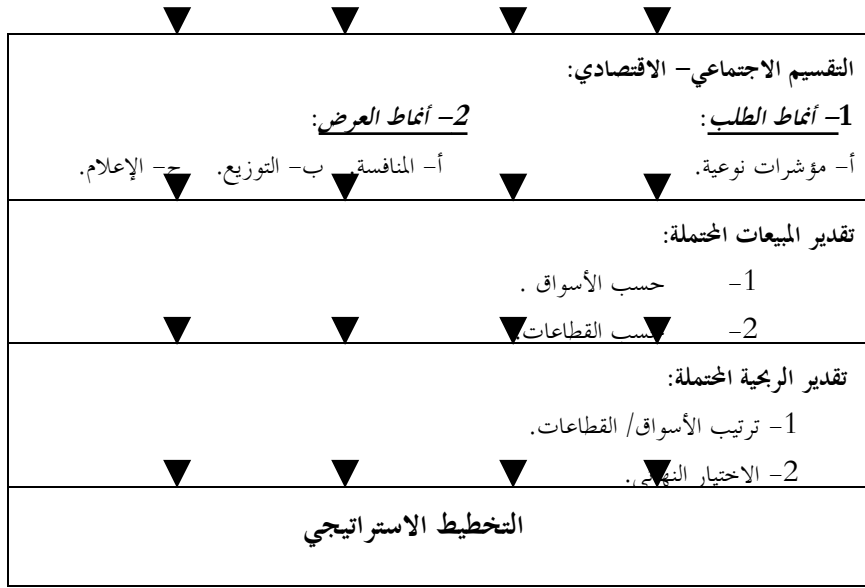 التقسيم الاجتماعي– الاقتصادي:
1– أنماط الطلب: 2– أنماط العرض:
أ– مؤشرات نوعية. أ– المنافسة. ب– التوزيع. ج– الإعلام.
تقدير المبيعات المحتملة:
1– حسب الأسواق .
2– حسب القطاعات.
تقدير الربحية المحتملة:
1– ترتيب الأسواق/ القطاعات.
2– الاختيار النهائي.
التخطيط الاستراتيجي